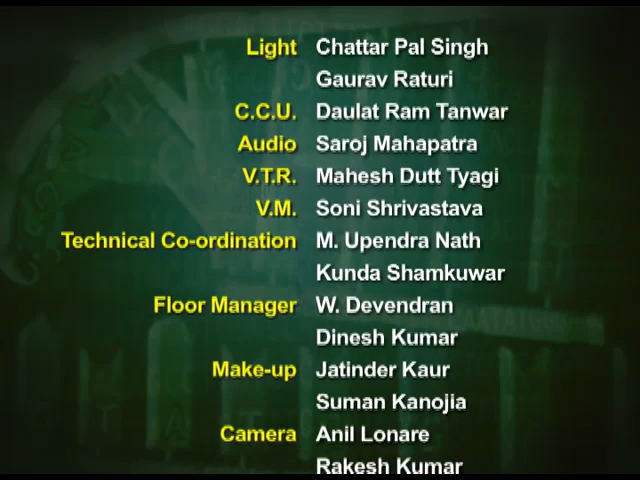 Light Chattar Pal Singh
Gaurav Raturi
C.C.U. Daulat Ram Tanwar
Audio Saroj Mahapatra
V.T.R. Mahesh Dutt Tyagi
V.M. Soni Shrivastava
Technical Co-ordination M. Upendra Nath
Kunda Shamkuwar
Floor Manager W. Devendran
Dinesh Kumar
Make-up Jatinder Kaur
Suman Kanojia
Camera Anil Lonare
Rakesh Kumar